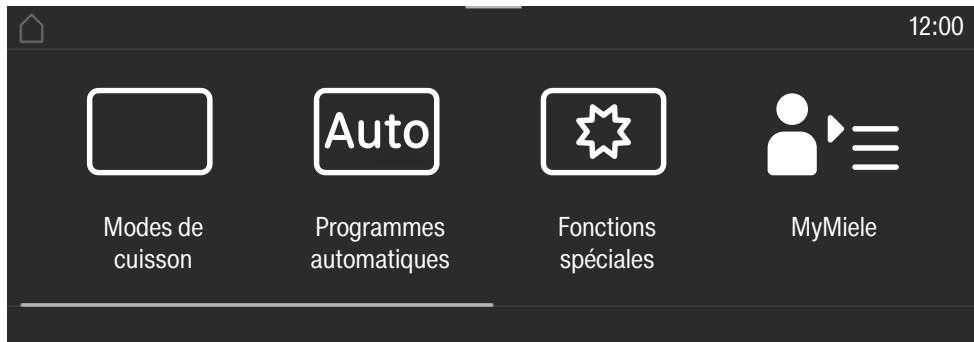 12:00
Auto
Modes de
cuisson
Programmes
automatiques
Fonctions
spéciales
MyMiele